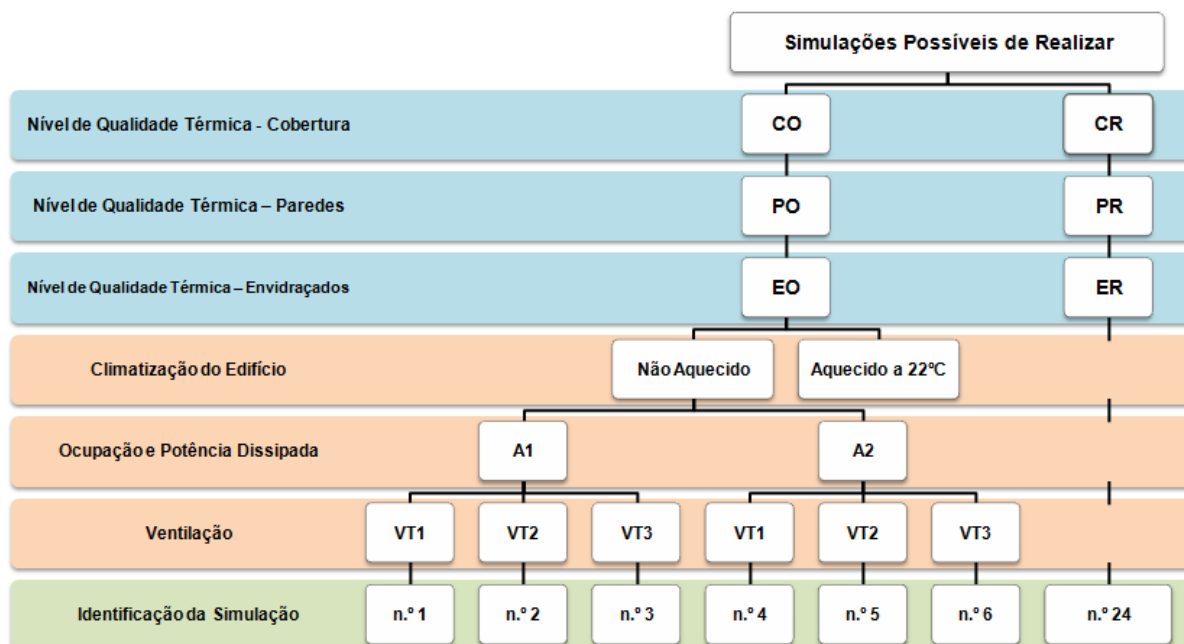 Simulações Possíveis de Realizar
Nível de Qualidade Térmica - Cobertura
CO
CR
Nível de Qualidade Térmica – Paredes
PO
PR
Nível de Qualidade Térmica – Envidraçados
EO
ER
Climatização do Edifício
Não Aquecido
Aquecido a 22ºC
Ocupação e Potência Dissipada
A1
A2
Ventilação
VT1
VT2
VT3
VT1
VT2
VT3
Identificação da Simulação
n.º 1
n.º 2
n.º 3
n.º 4
n.º 5
n.º 6
n.º 24